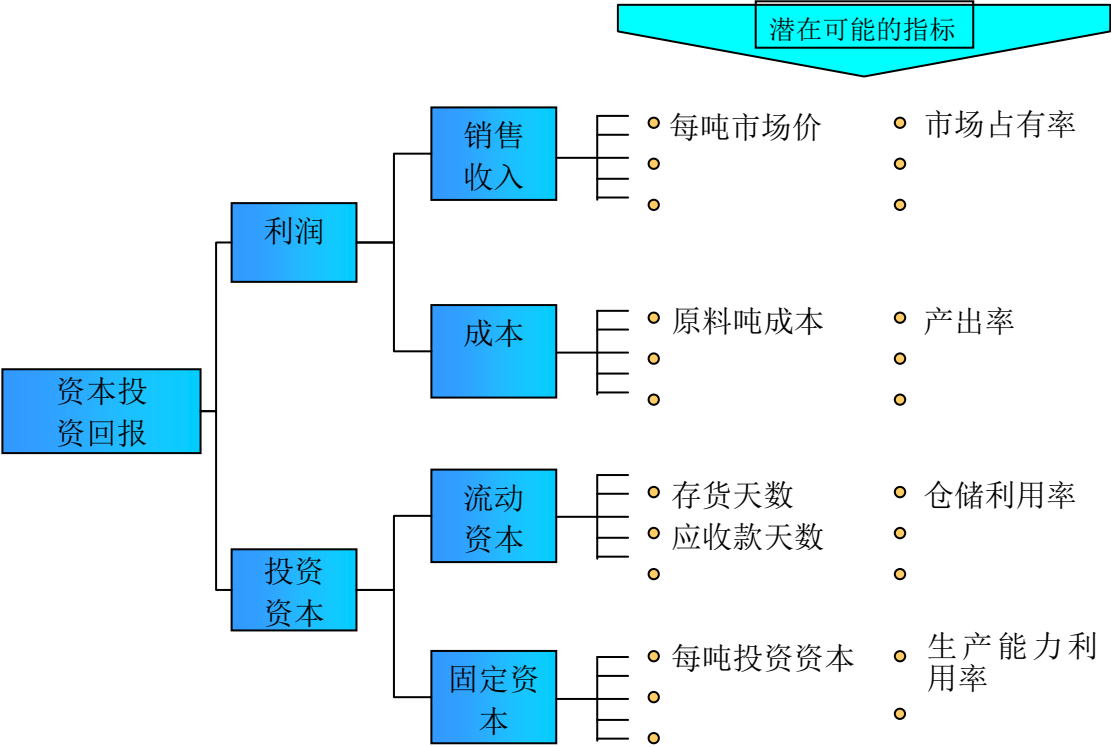 潜在可能的指标
销售
收入
每吨市场价
市场占有率
利润
成本
原料吨成本
产出率
资本投
资回报
流动
资本
存货天数
仓储利用率
应收款天数
投资
资本
固定资
本
每吨投资资本
生产能力利
用率